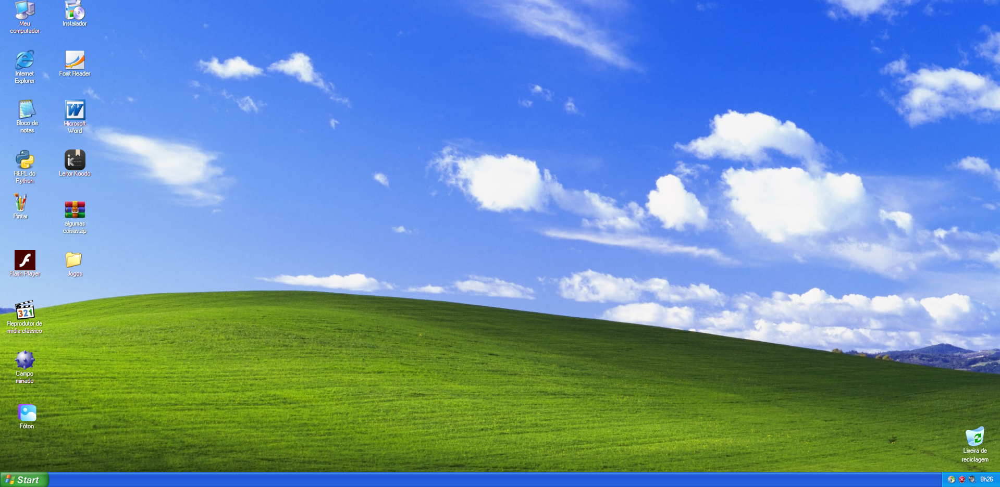 Meu
computador
Instalador
Internet
Explorer
Foxit Reader
Bloco de
notas
W
Microsoft
Word
REPL do
Python
K
Leitor Koodo
Pintar
algumas
coisas.zip
Flash Player
Jogos
321
Reprodutor de
mídia clássico
Campo
minado
Fóton
Lixeira de
reciclagem
Start
8h26